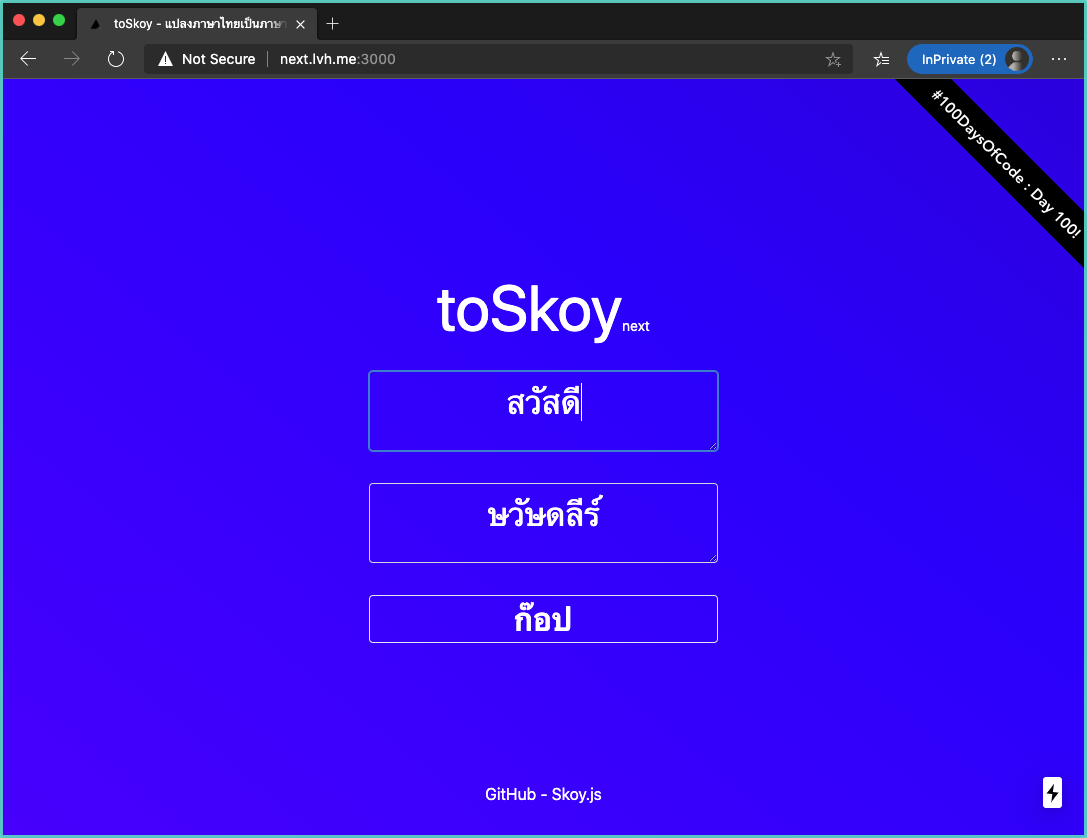 toSkoy - แปลงภาษาไทยเป็นภาษา
Not Secure
next.lvh.me:3000
InPrivate (2)
#100DaysOfCode : Day 100!
toSkoy next
สวัสดี
ษวัษดลีร์
ก๊อป
GitHub - Skoy.js